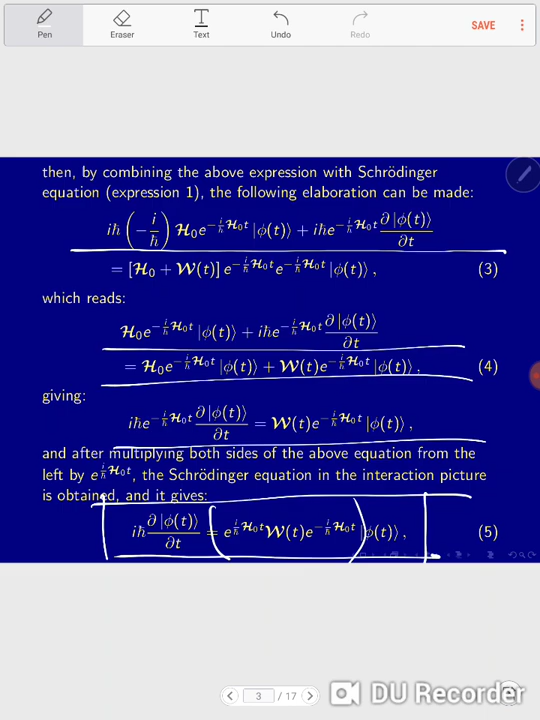 Pen Eraser Text Undo Redo SAVE
then, by combining the above expression with Schrödinger
equation (expression 1), the following elaboration can be made:
iħ (−i/ħ) H₀e^{−(i/ħ)H₀t} |ϕ(t)⟩ + iħe^{−(i/ħ)H₀t} ∂|ϕ(t)⟩/∂t
= [H₀ + W(t)] e^{−(i/ħ)H₀t} e^{−(i/ħ)H₀t} |ϕ(t)⟩ , (3)
which reads:
H₀e^{−(i/ħ)H₀t} |ϕ(t)⟩ + iħe^{−(i/ħ)H₀t} ∂|ϕ(t)⟩/∂t
= H₀e^{−(i/ħ)H₀t} |ϕ(t)⟩ + W(t)e^{−(i/ħ)H₀t} |ϕ(t)⟩ , (4)
giving:
iħe^{−(i/ħ)H₀t} ∂|ϕ(t)⟩/∂t = W(t)e^{−(i/ħ)H₀t} |ϕ(t)⟩ ,
and after multiplying both sides of the above equation from the
left by e^{(i/ħ)H₀t}, the Schrödinger equation in the interaction picture
is obtained, and it gives:
iħ ∂|ϕ(t)⟩/∂t = e^{(i/ħ)H₀t}W(t)e^{−(i/ħ)H₀t} |ϕ(t)⟩ , (5)
3 / 17
DU Recorder